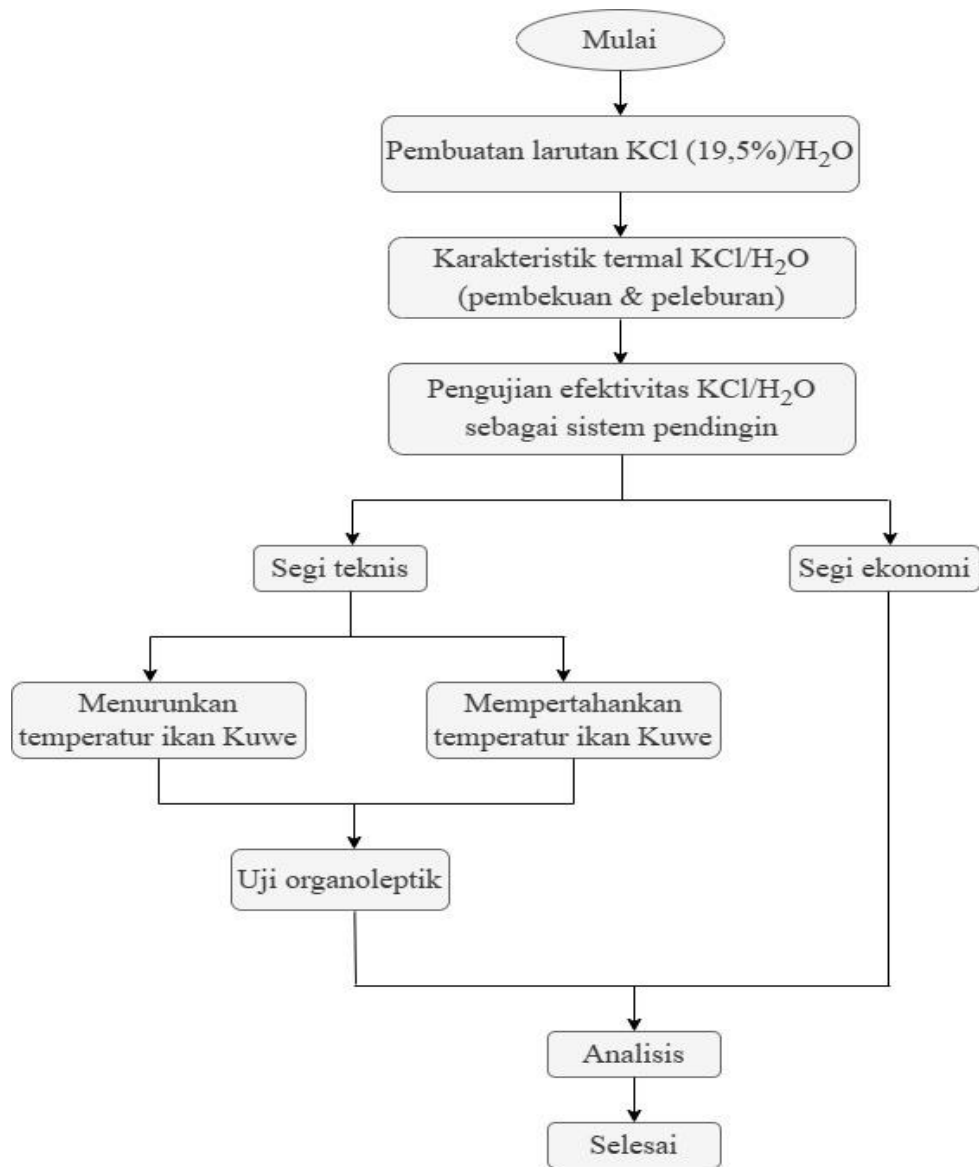 Mulai
Pembuatan larutan KCl (19,5%)/H₂O
Karakteristik termal KCl/H₂O
(pembekuan & peleburan)
Pengujian efektivitas KCl/H₂O
sebagai sistem pendingin
Segi teknis
Segi ekonomi
Menurunkan
temperatur ikan Kuwe
Mempertahankan
temperatur ikan Kuwe
Uji organoleptik
Analisis
Selesai